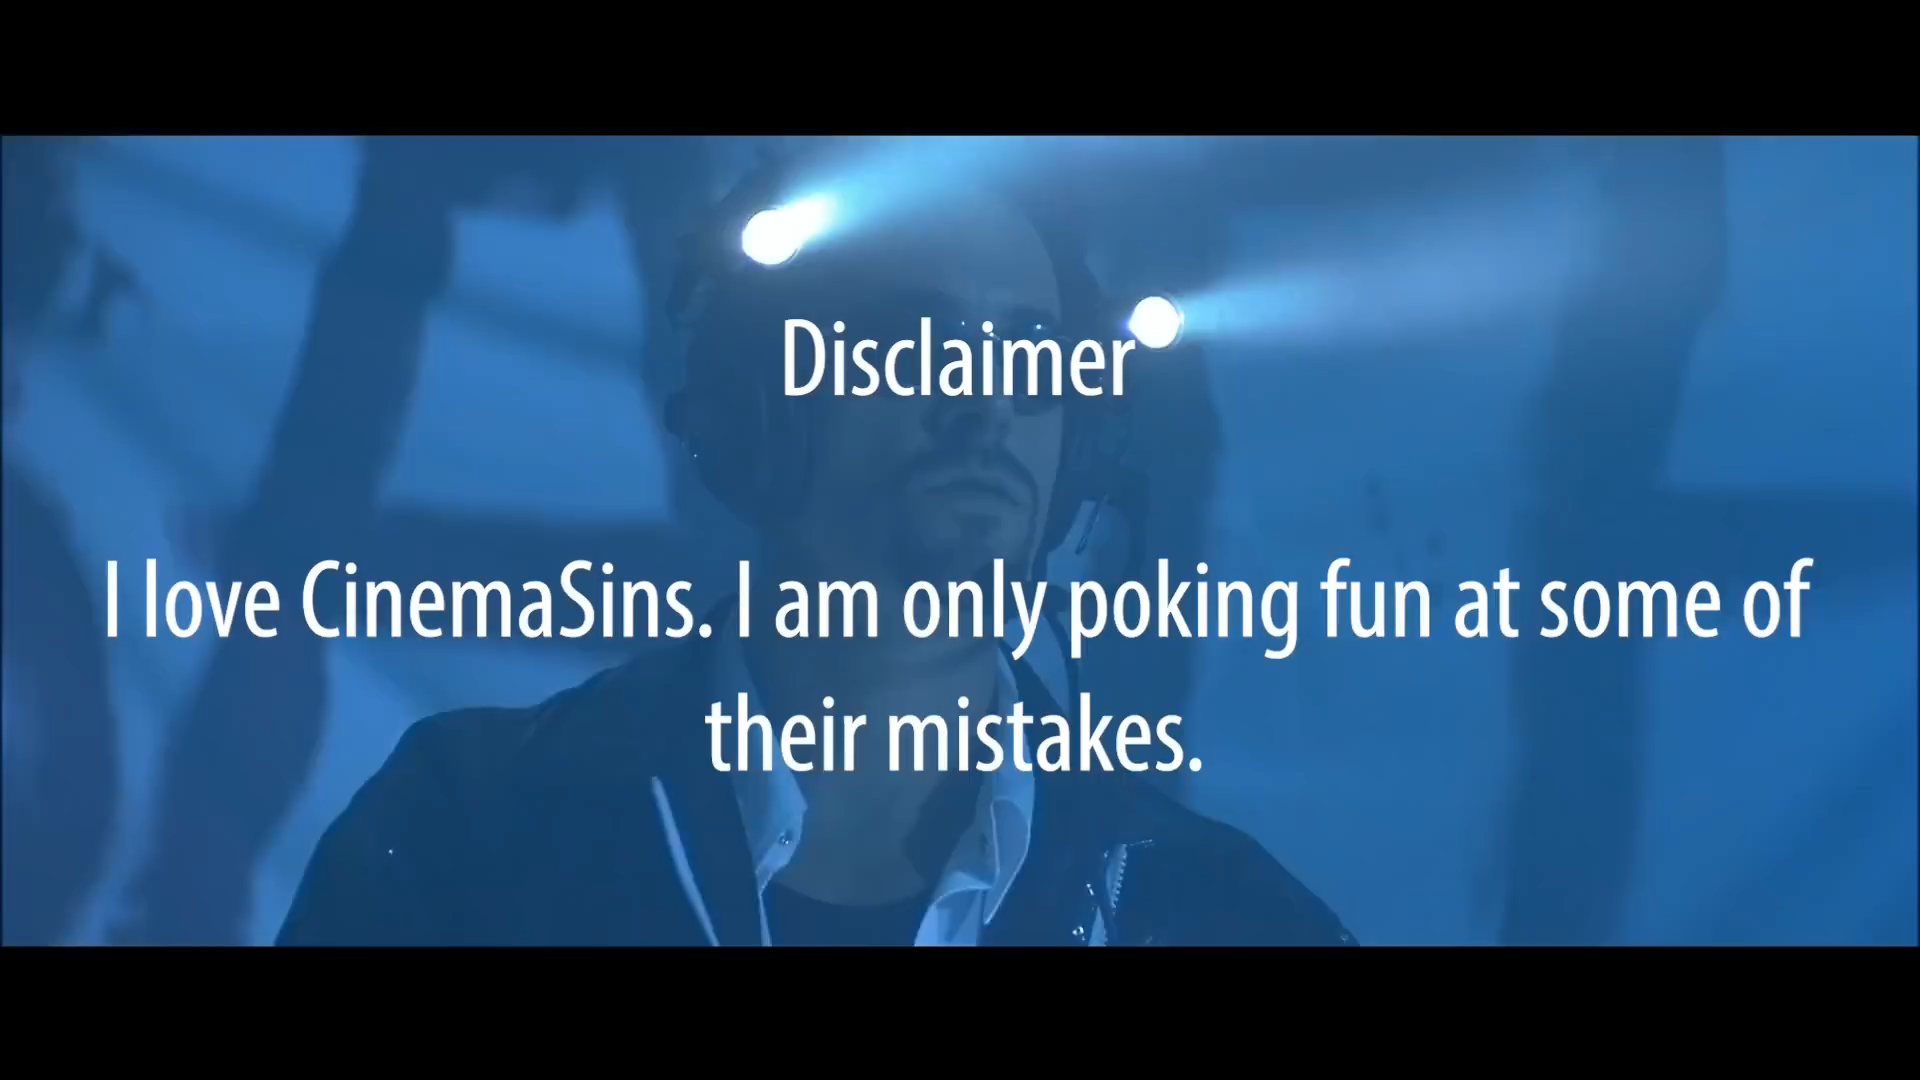 Disclaimer
I love CinemaSins. I am only poking fun at some of
their mistakes.